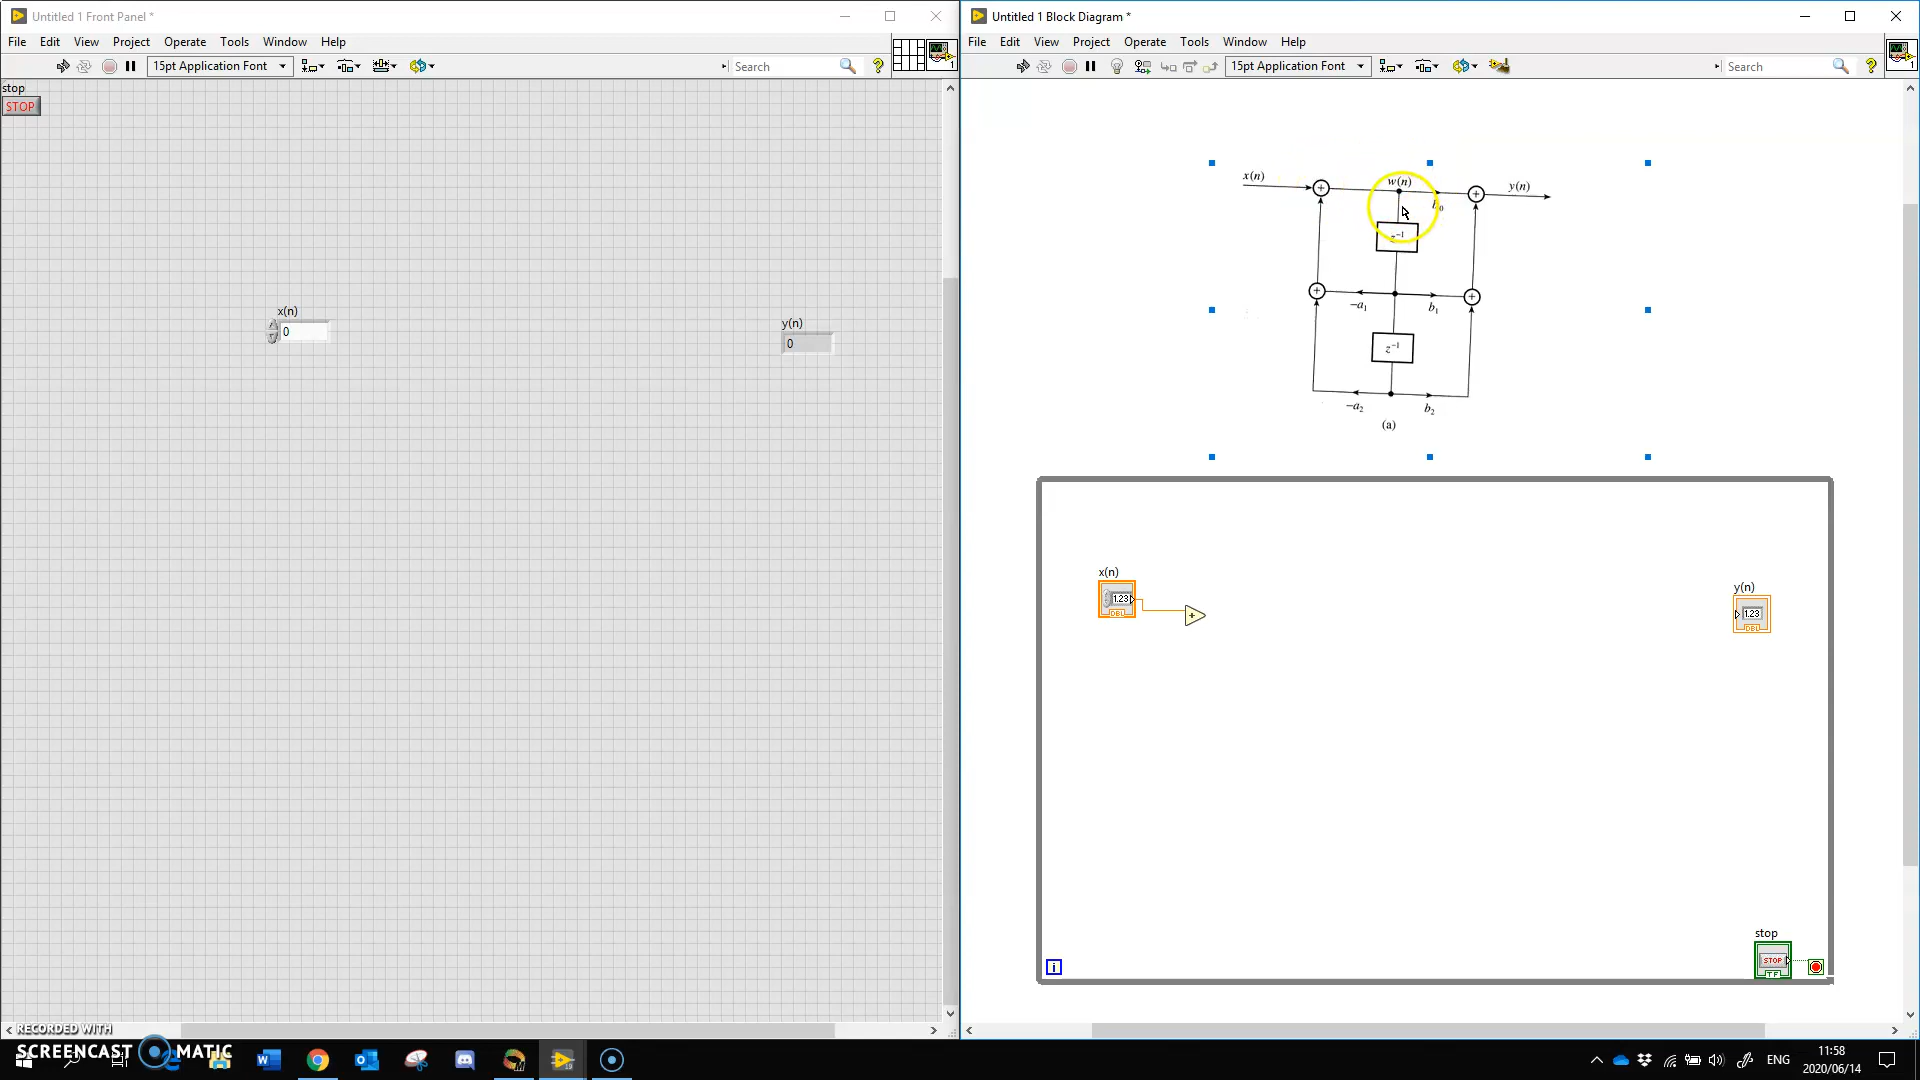 Untitled 1 Front Panel *
File Edit View Project Operate Tools Window Help
15pt Application Font
Search
1
stop
STOP
x(n)
0
y(n)
0
Untitled 1 Block Diagram *
File Edit View Project Operate Tools Window Help
15pt Application Font
Search
1
x(n)
w(n)
y(n)
b0
z−1
−a1
b1
z−1
−a2
b2
(a)
x(n)
1.23
DBL
y(n)
1.23
DBL
stop
STOP
TF
i
RECORDED WITH
SCREENCAST MATIC
ENG
11:58
2020/06/14